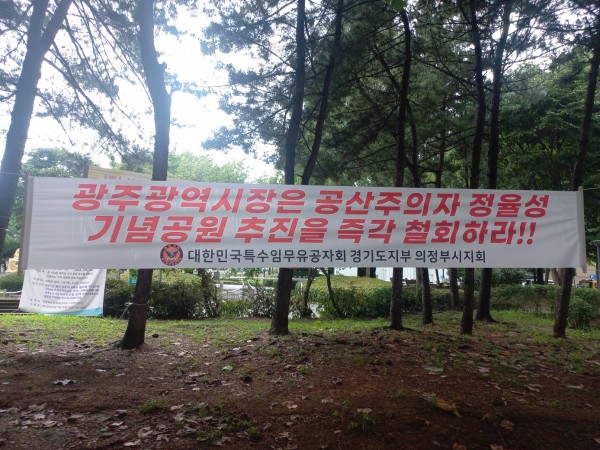 광주광역시장은 공산주의자 정율성
기념공원 추진을 즉각 철회하라!!
대한민국특수임무유공자회 경기도지부 의정부시지회